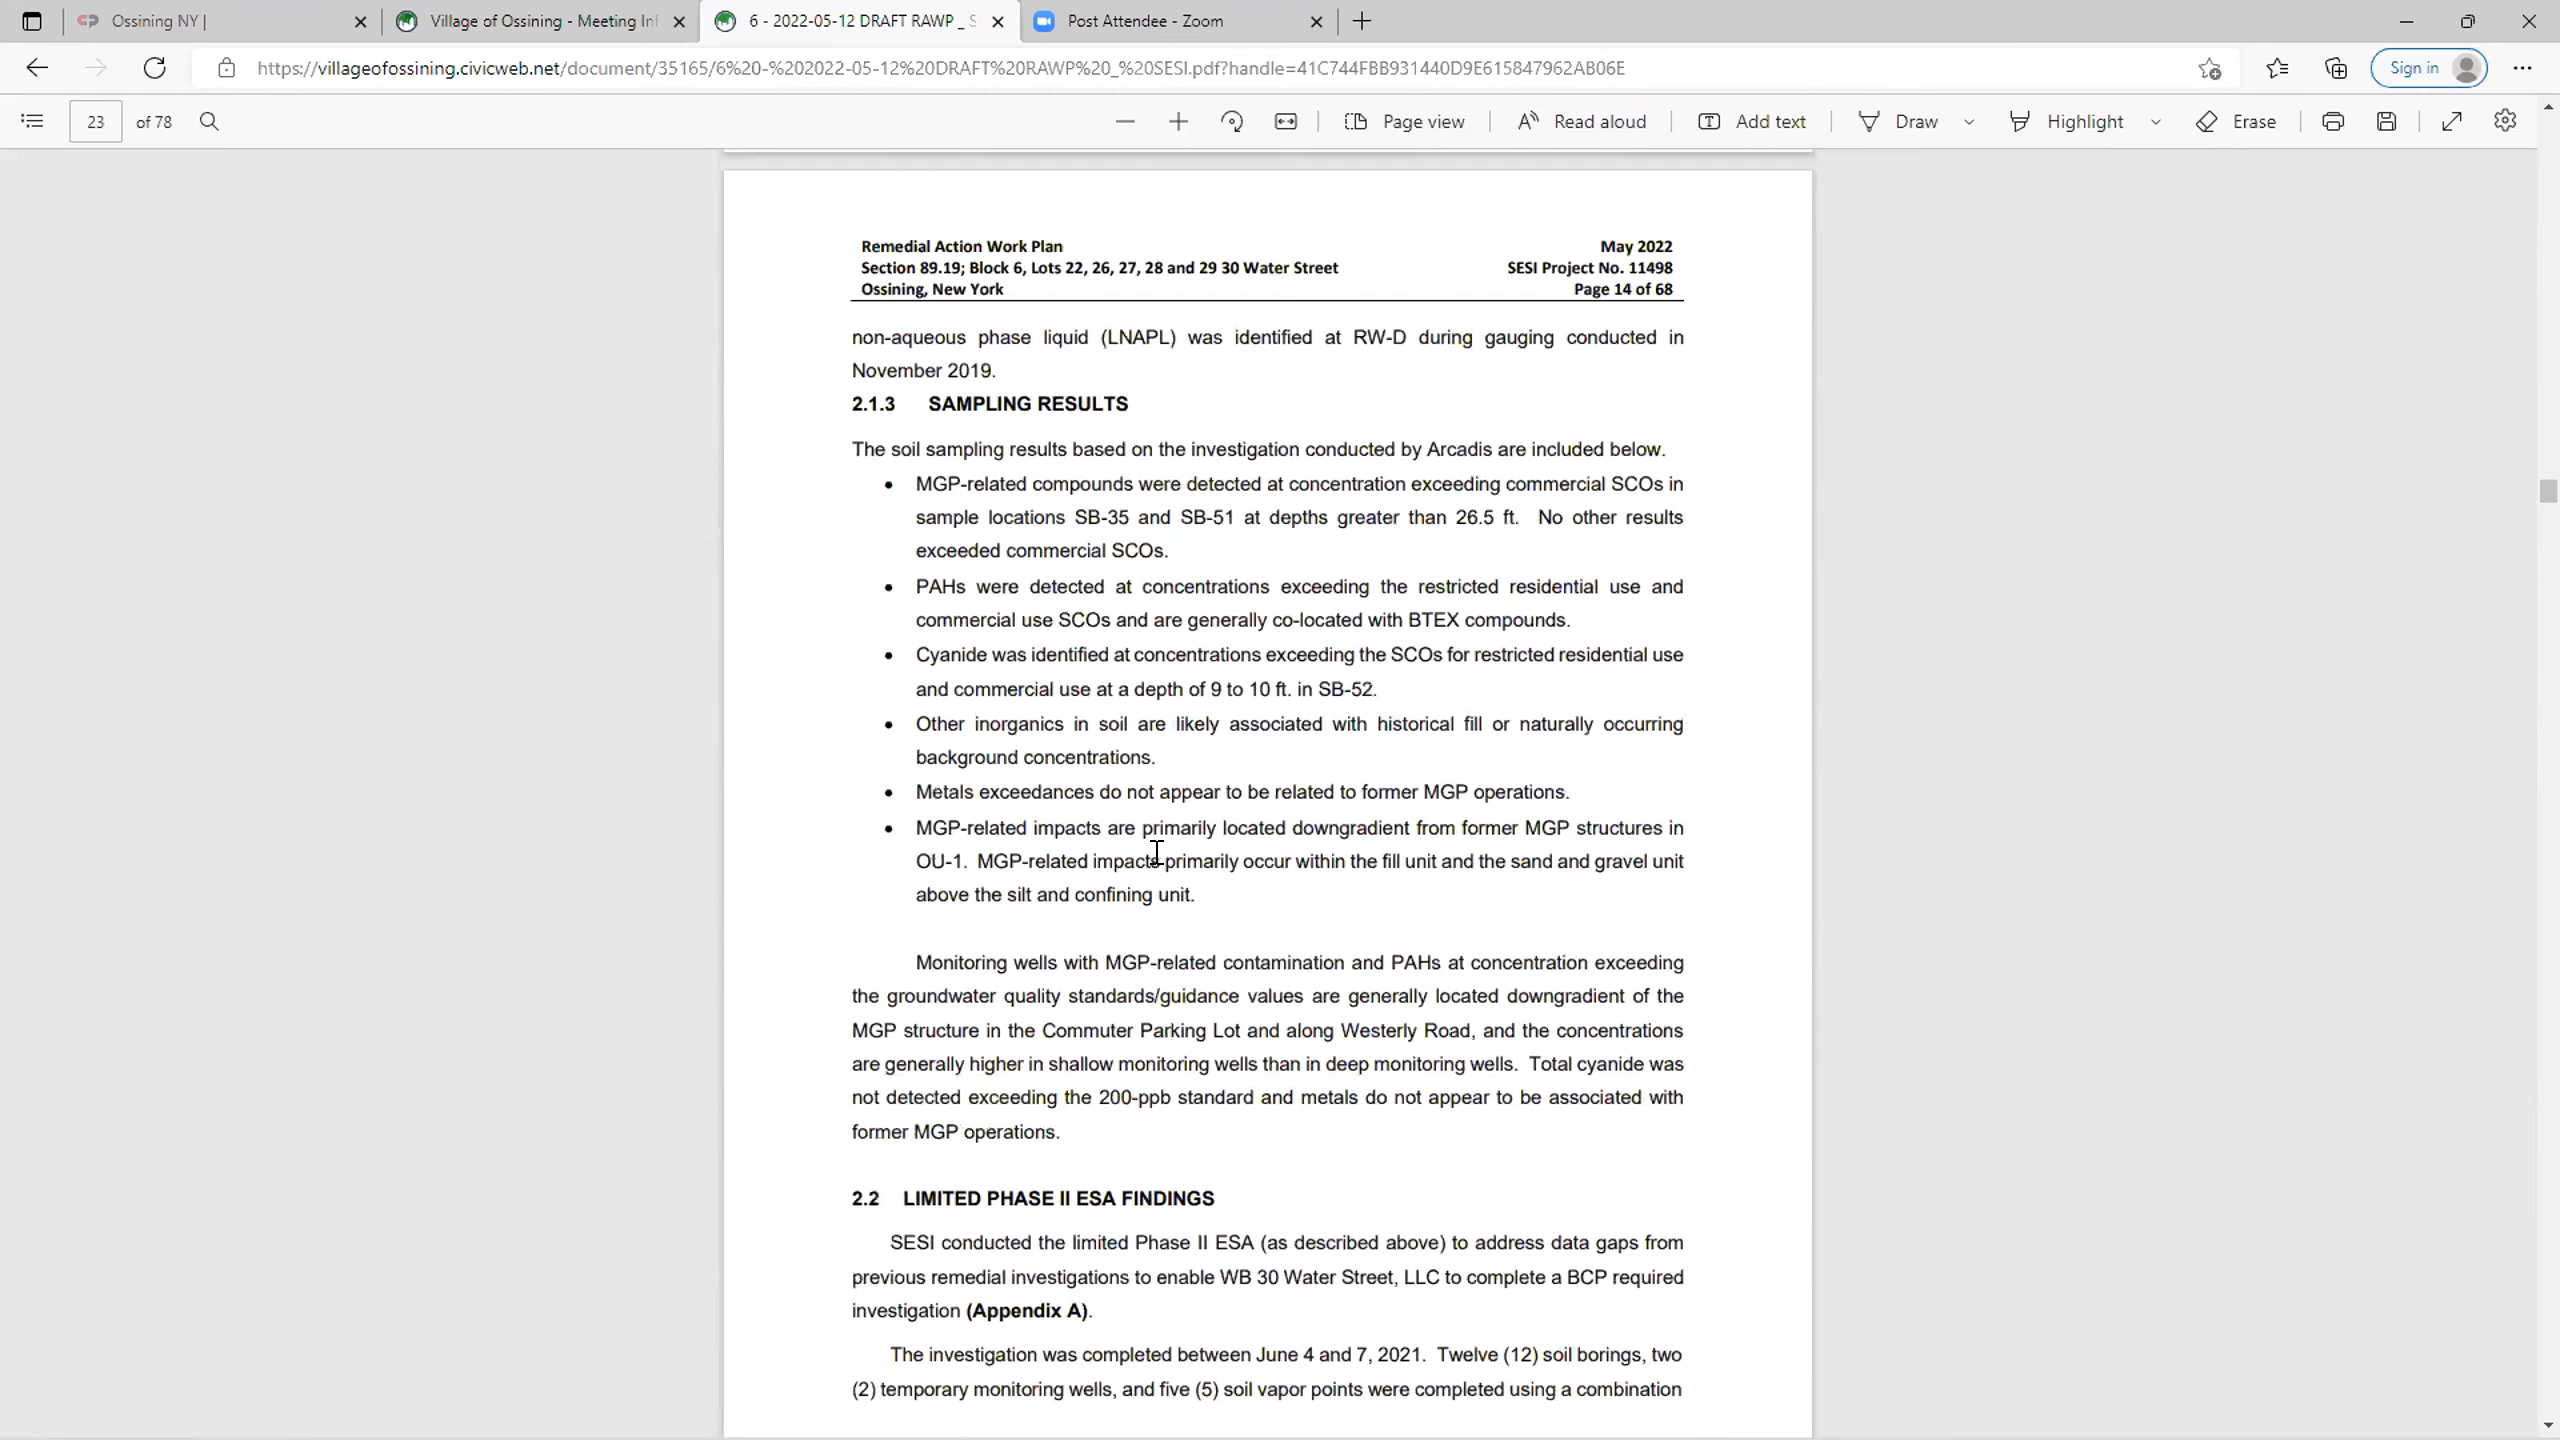 Ossining NY |
Village of Ossining - Meeting Inf
6 - 2022-05-12 DRAFT RAWP _ S
Post Attendee - Zoom
https://villageofossining.civicweb.net/document/35165/6%20-%202022-05-12%20DRAFT%20RAWP%20_%20SESI.pdf?handle=41C744FBB931440D9E615847962AB06E
Sign in
23 of 78
Page view
Read aloud
Add text
Draw
Highlight
Erase
Remedial Action Work Plan May 2022
Section 89.19; Block 6, Lots 22, 26, 27, 28 and 29 30 Water Street SESI Project No. 11498
Ossining, New York Page 14 of 68
non-aqueous phase liquid (LNAPL) was identified at RW-D during gauging conducted in
November 2019.
2.1.3 SAMPLING RESULTS
The soil sampling results based on the investigation conducted by Arcadis are included below.
• MGP-related compounds were detected at concentration exceeding commercial SCOs in
sample locations SB-35 and SB-51 at depths greater than 26.5 ft. No other results
exceeded commercial SCOs.
• PAHs were detected at concentrations exceeding the restricted residential use and
commercial use SCOs and are generally co-located with BTEX compounds.
• Cyanide was identified at concentrations exceeding the SCOs for restricted residential use
and commercial use at a depth of 9 to 10 ft. in SB-52.
• Other inorganics in soil are likely associated with historical fill or naturally occurring
background concentrations.
• Metals exceedances do not appear to be related to former MGP operations.
• MGP-related impacts are primarily located downgradient from former MGP structures in
OU-1. MGP-related impacts primarily occur within the fill unit and the sand and gravel unit
above the silt and confining unit.
Monitoring wells with MGP-related contamination and PAHs at concentration exceeding
the groundwater quality standards/guidance values are generally located downgradient of the
MGP structure in the Commuter Parking Lot and along Westerly Road, and the concentrations
are generally higher in shallow monitoring wells than in deep monitoring wells. Total cyanide was
not detected exceeding the 200-ppb standard and metals do not appear to be associated with
former MGP operations.
2.2 LIMITED PHASE II ESA FINDINGS
SESI conducted the limited Phase II ESA (as described above) to address data gaps from
previous remedial investigations to enable WB 30 Water Street, LLC to complete a BCP required
investigation (Appendix A).
The investigation was completed between June 4 and 7, 2021. Twelve (12) soil borings, two
(2) temporary monitoring wells, and five (5) soil vapor points were completed using a combination